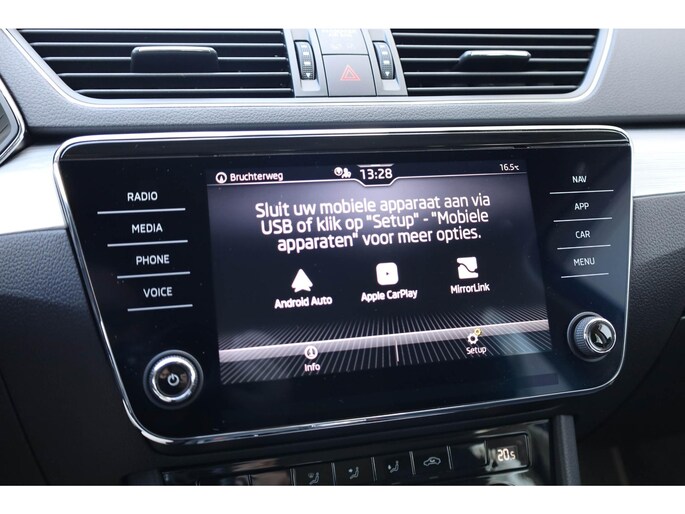 Bruchterweg 13:28 16.5℃
RADIO
MEDIA
PHONE
VOICE
Sluit uw mobiele apparaat aan via
USB of klik op "Setup" - "Mobiele
apparaten" voor meer opties.
Android Auto Apple CarPlay MirrorLink
Info Setup
NAV
APP
CAR
MENU
20.5